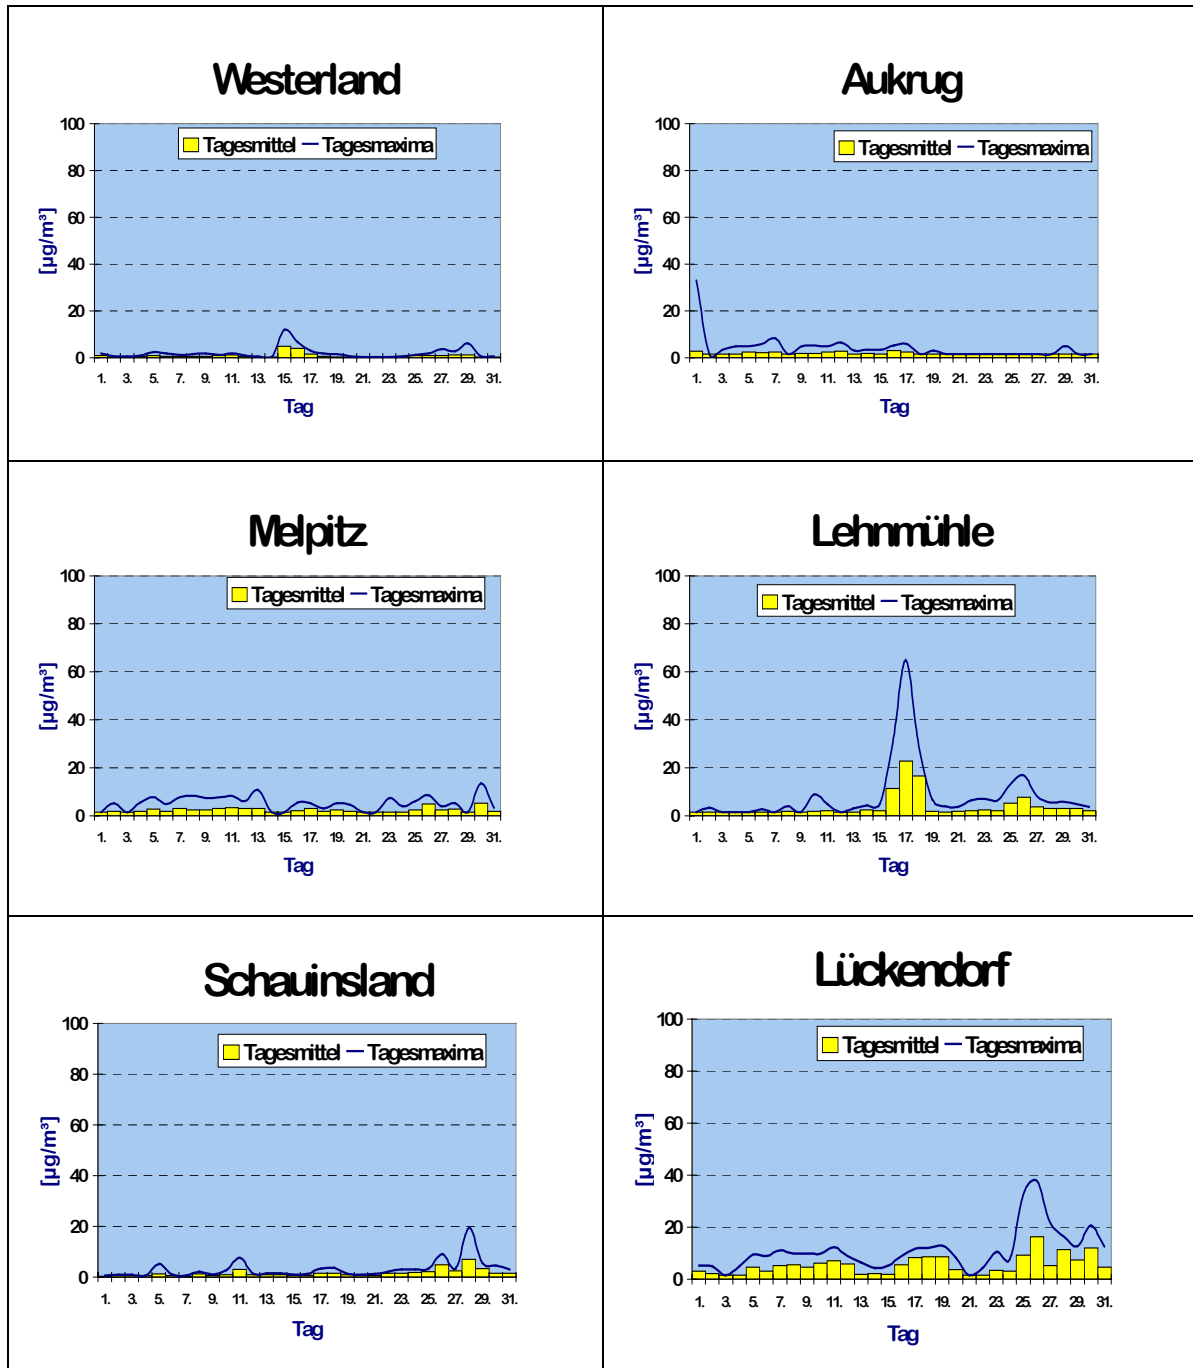 Westerland
Tagesmittel Tagesmaxima
100
80
60
40
20
0
[µg/m³]
1. 3. 5. 7. 9. 11. 13. 15. 17. 19. 21. 23. 25. 27. 29. 31.
Tag
Aukrug
Tagesmittel Tagesmaxima
100
80
60
40
20
0
[µg/m³]
1. 3. 5. 7. 9. 11. 13. 15. 17. 19. 21. 23. 25. 27. 29. 31.
Tag
Melpitz
Tagesmittel Tagesmaxima
100
80
60
40
20
0
[µg/m³]
1. 3. 5. 7. 9. 11. 13. 15. 17. 19. 21. 23. 25. 27. 29. 31.
Tag
Lehnmühle
Tagesmittel Tagesmaxima
100
80
60
40
20
0
[µg/m³]
1. 3. 5. 7. 9. 11. 13. 15. 17. 19. 21. 23. 25. 27. 29. 31.
Tag
Schauinsland
Tagesmittel Tagesmaxima
100
80
60
40
20
0
[µg/m³]
1. 3. 5. 7. 9. 11. 13. 15. 17. 19. 21. 23. 25. 27. 29. 31.
Tag
Lückendorf
Tagesmittel Tagesmaxima
100
80
60
40
20
0
[µg/m³]
1. 3. 5. 7. 9. 11. 13. 15. 17. 19. 21. 23. 25. 27. 29. 31.
Tag